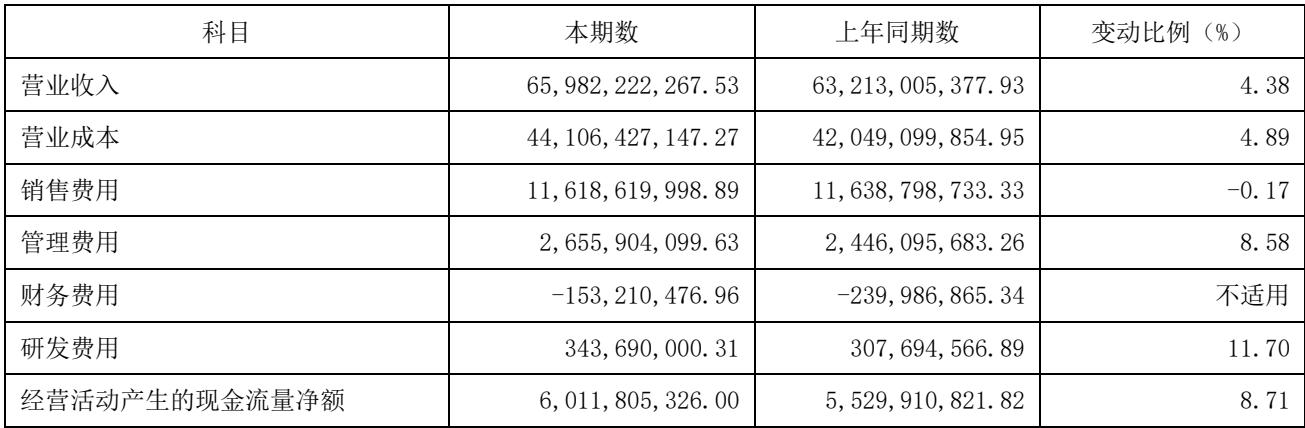 科目 本期数 上年同期数 变动比例（%）
营业收入 65,982,222,267.53 63,213,005,377.93 4.38
营业成本 44,106,427,147.27 42,049,099,854.95 4.89
销售费用 11,618,619,998.89 11,638,798,733.33 -0.17
管理费用 2,655,904,099.63 2,446,095,683.26 8.58
财务费用 -153,210,476.96 -239,986,865.34 不适用
研发费用 343,690,000.31 307,694,566.89 11.70
经营活动产生的现金流量净额 6,011,805,326.00 5,529,910,821.82 8.71